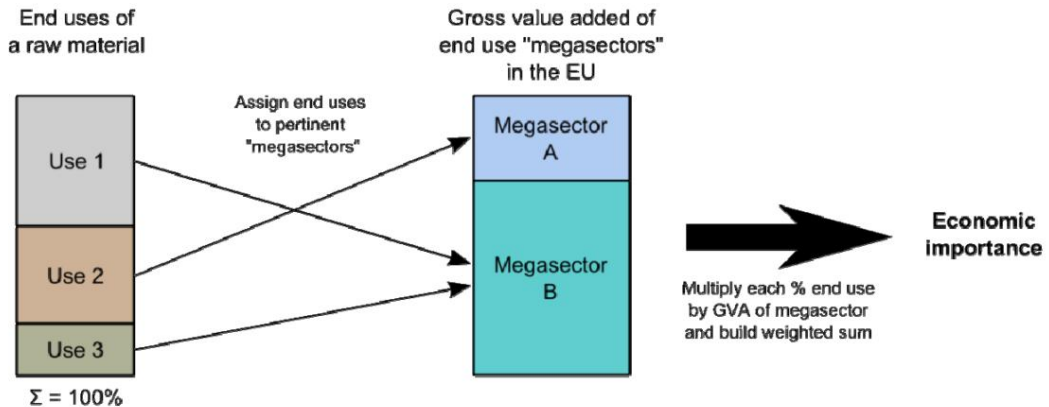 End uses of
a raw material
Gross value added of
end use "megasectors"
in the EU
Assign end uses
to pertinent
"megasectors"
Use 1
Use 2
Use 3
Σ = 100%
Megasector
A
Megasector
B
Multiply each % end use
by GVA of megasector
and build weighted sum
Economic
importance